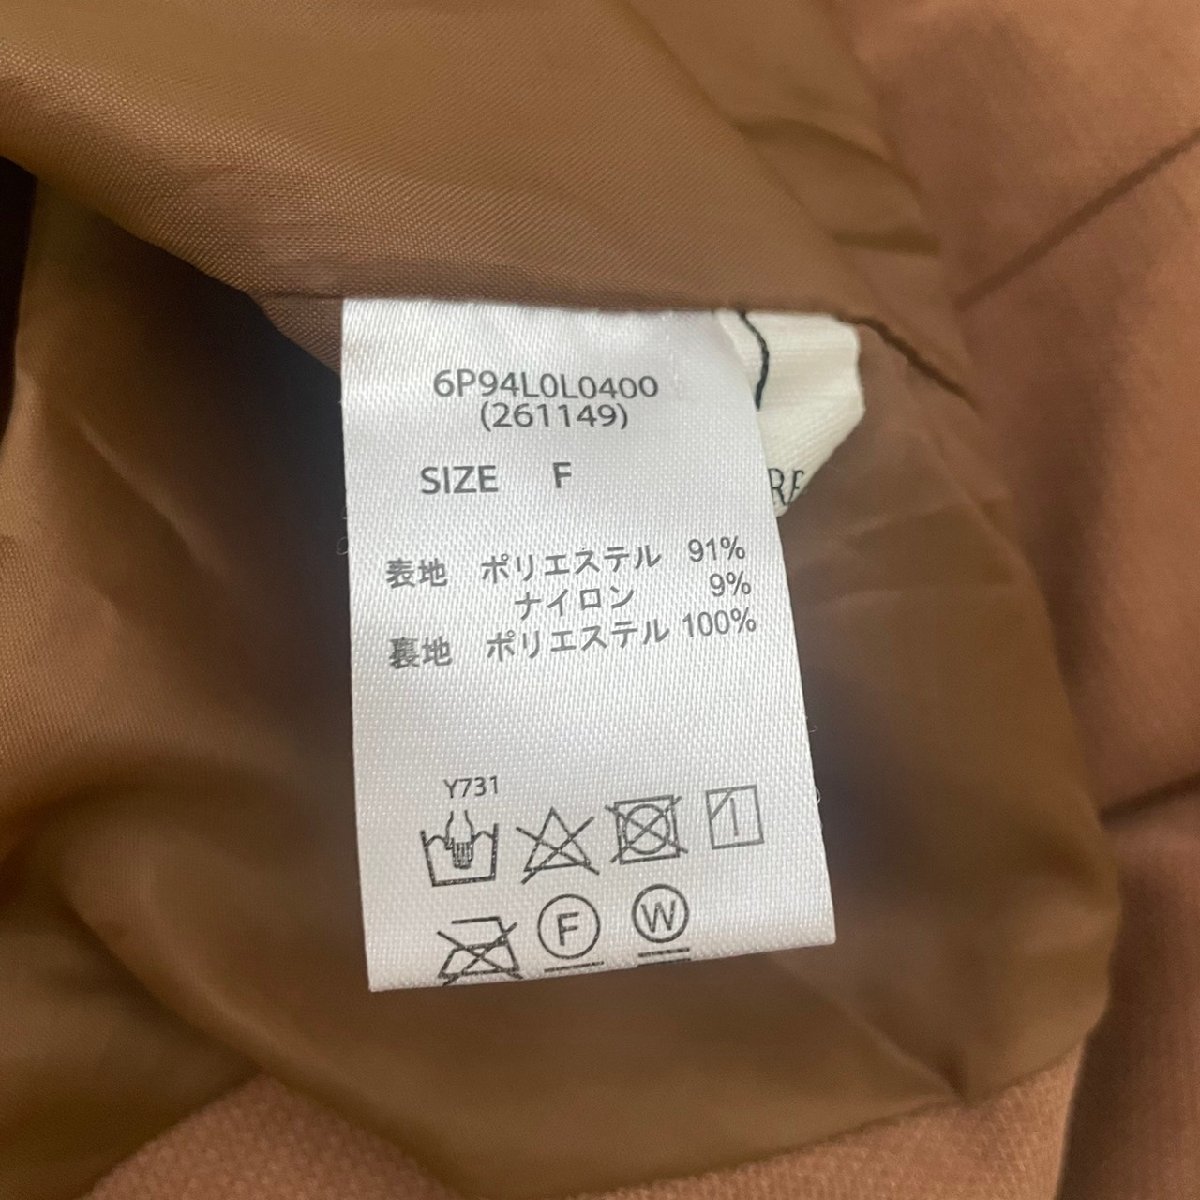 6P94L0L0400
(261149)
SIZE F
RE
表地 ポリエステル 91%
ナイロン 9%
裏地 ポリエステル 100%
Y731
F W